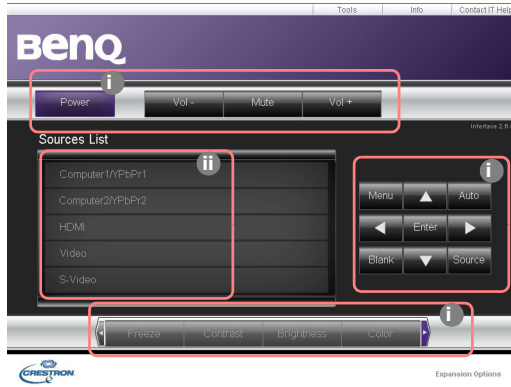 Tools Info Contact IT Help
BenQ
i
Power Vol - Mute Vol +
Interface 2.6.
Sources List
ii
i
Computer1/YPbPr1
Computer2/YPbPr2
HDMI
Video
S-Video
Menu Auto
Enter
Blank Source
i
Freeze Contrast Brightness Color
CRESTRON
Expansion Options